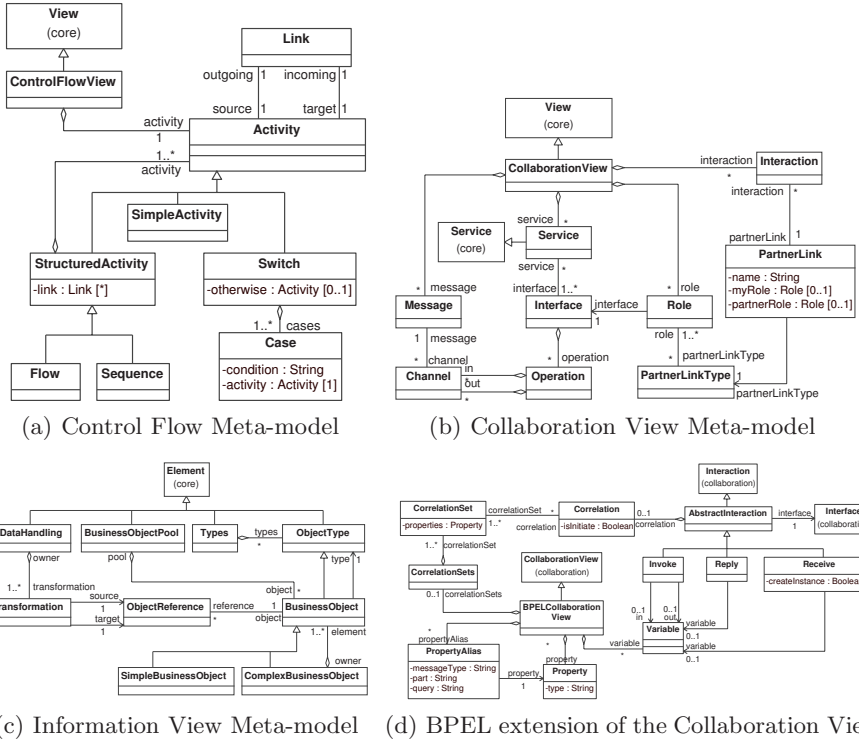 View
(core)
ControlFlowView
Link
outgoing 1 incoming 1
source 1 target 1
activity
1
Activity
1..*
activity
SimpleActivity
StructuredActivity
-link : Link [*]
Switch
-otherwise : Activity [0..1]
1..* cases
Case
-condition : String
-activity : Activity [1]
Flow
Sequence
(a) Control Flow Meta-model
View
(core)
CollaborationView
interaction
*
Interaction
interaction *
Service
(core)
service *
Service
service *
partnerLink 1
PartnerLink
-name : String
-myRole : Role [0..1]
-partnerRole : Role [0..1]
* message
Message
interface 1..*
Interface
interface
1
* role
Role
1 message
* channel
Channel
in
out
*
* operation
Operation
role 1..*
* partnerLinkType
PartnerLinkType
1
partnerLinkType
(b) Collaboration View Meta-model
Element
(core)
DataHandling
BusinessObjectPool
Types
types
*
ObjectType
owner
pool
type 1
1..* transformation
object *
ransformation
source
1
target
1
ObjectReference
reference
*
1
object
BusinessObject
1..* element
SimpleBusinessObject
ComplexBusinessObject
owner
(c) Information View Meta-model
Interaction
(collaboration)
CorrelationSet
-properties : Property
correlationSet
1..*
*
correlation
Correlation
-isInitiate : Boolean
0..1
correlation
AbstractInteraction
interface
1
Interface
(collaboration
1..* correlationSet
CorrelationSets
0..1 correlationSets
CollaborationView
(collaboration)
Invoke
Reply
Receive
-createInstance : Boolean
BPELCollaboration
View
0..1
in
0..1
out
Variable
variable
0..1
variable
0..1
variable
*
*
propertyAlias
PropertyAlias
-messageType : String
-part : String
-query : String
property
1
*
property
Property
-type : String
(d) BPEL extension of the Collaboration View